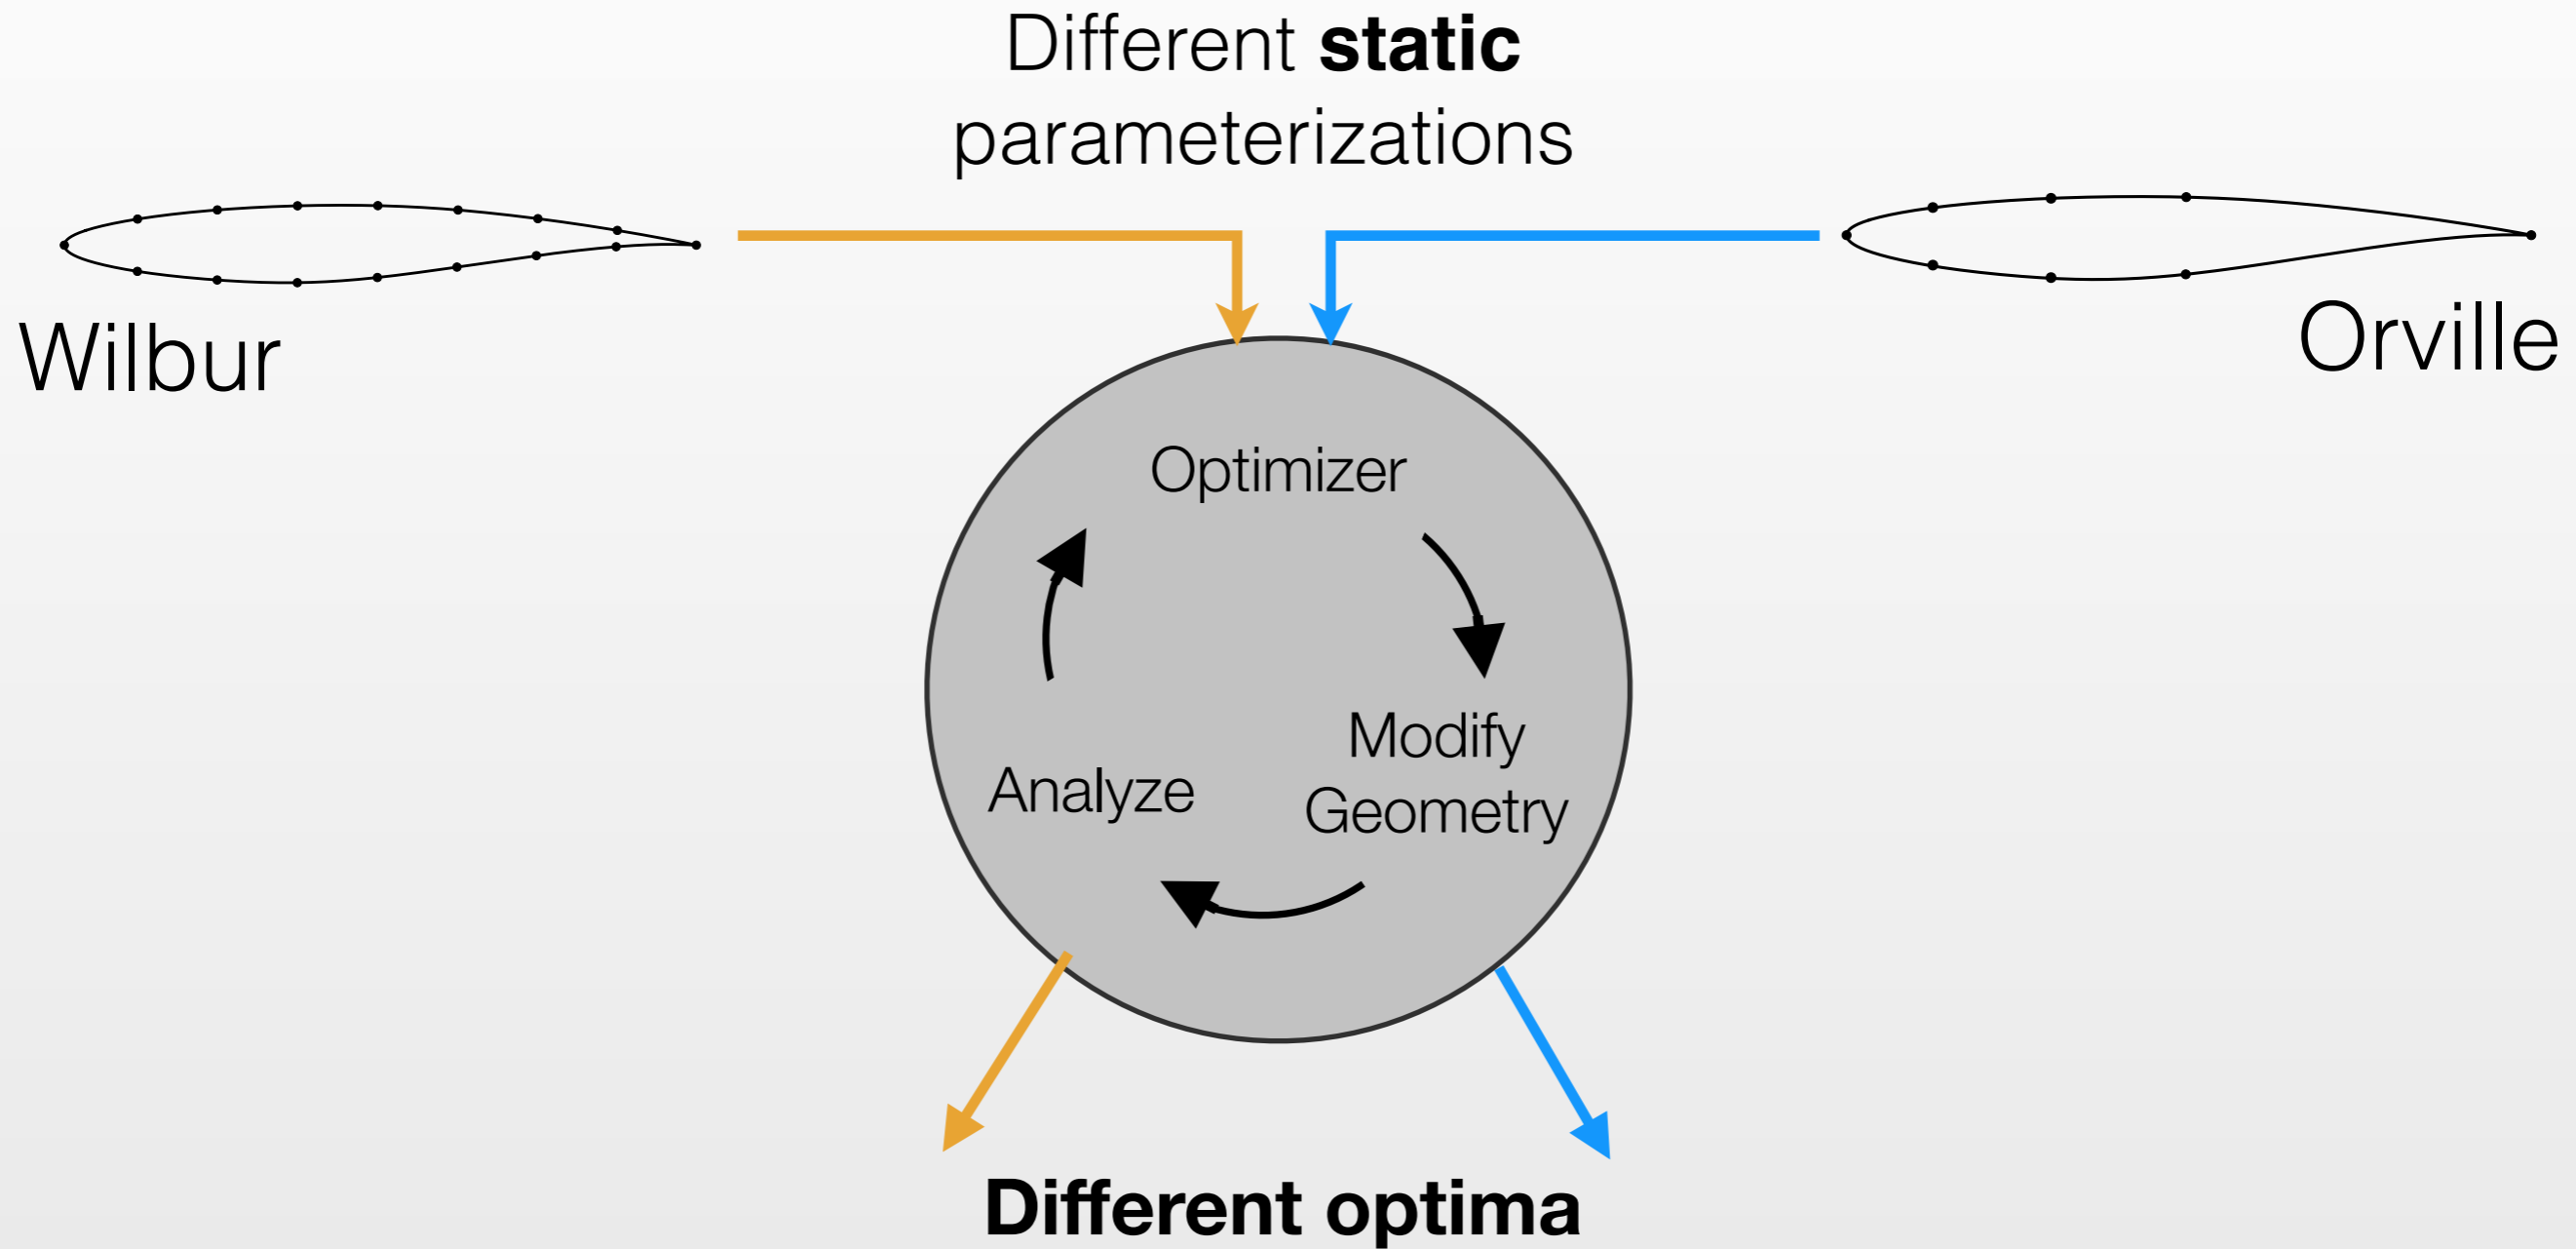 Different static
parameterizations
Wilbur
Orville
Optimizer
Modify
Geometry
Analyze
Different optima